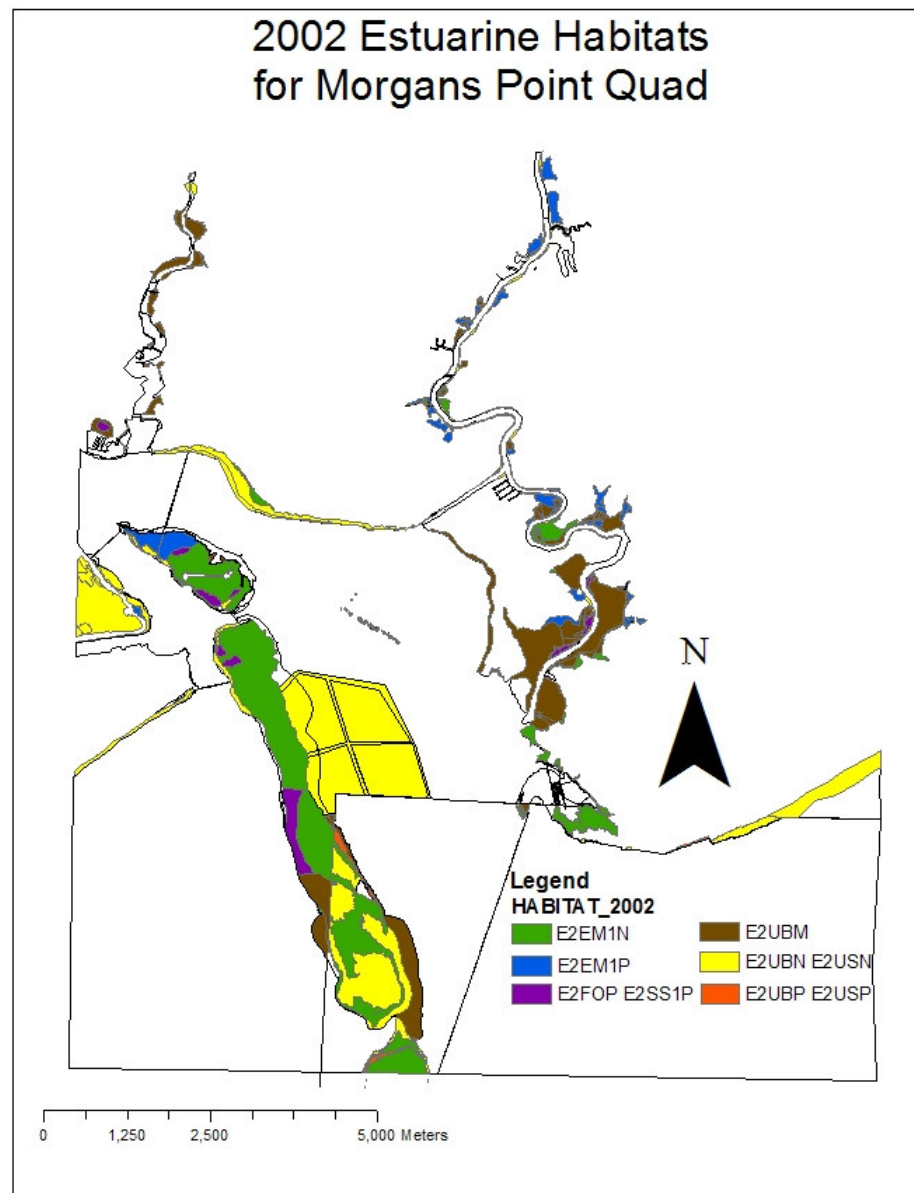 2002 Estuarine Habitats
for Morgans Point Quad
N
Legend
HABITAT_2002
E2EM1N
E2EM1P
E2FOP E2SS1P
E2UBM
E2UBN E2USN
E2UBP E2USP
0 1,250 2,500 5,000 Meters